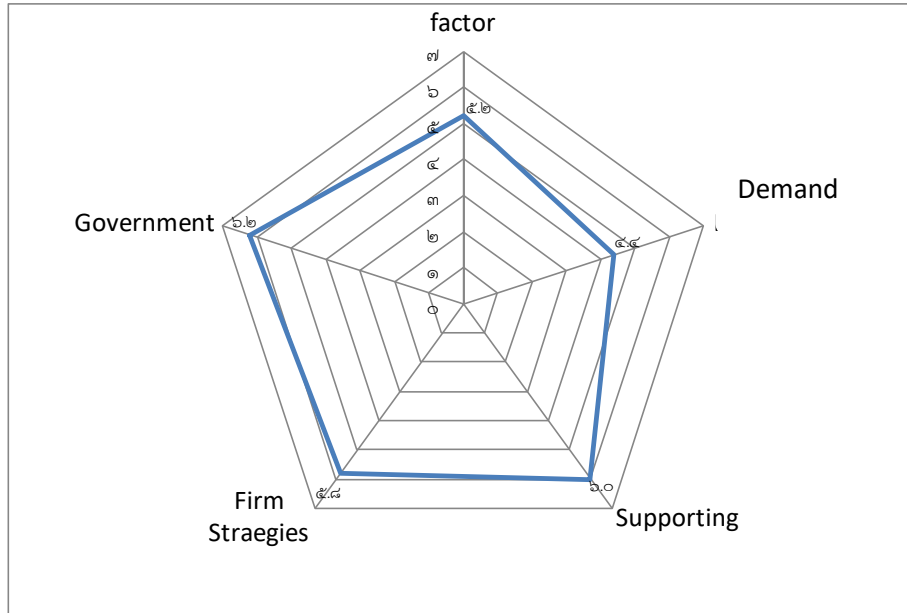 factor
๗
๖
๕.๒
๕
๔
Demand
๓
Government
๖.๒
๒
๔.๔
๑
๐
๕.๘
๖.๐
Firm
Straegies
Supporting